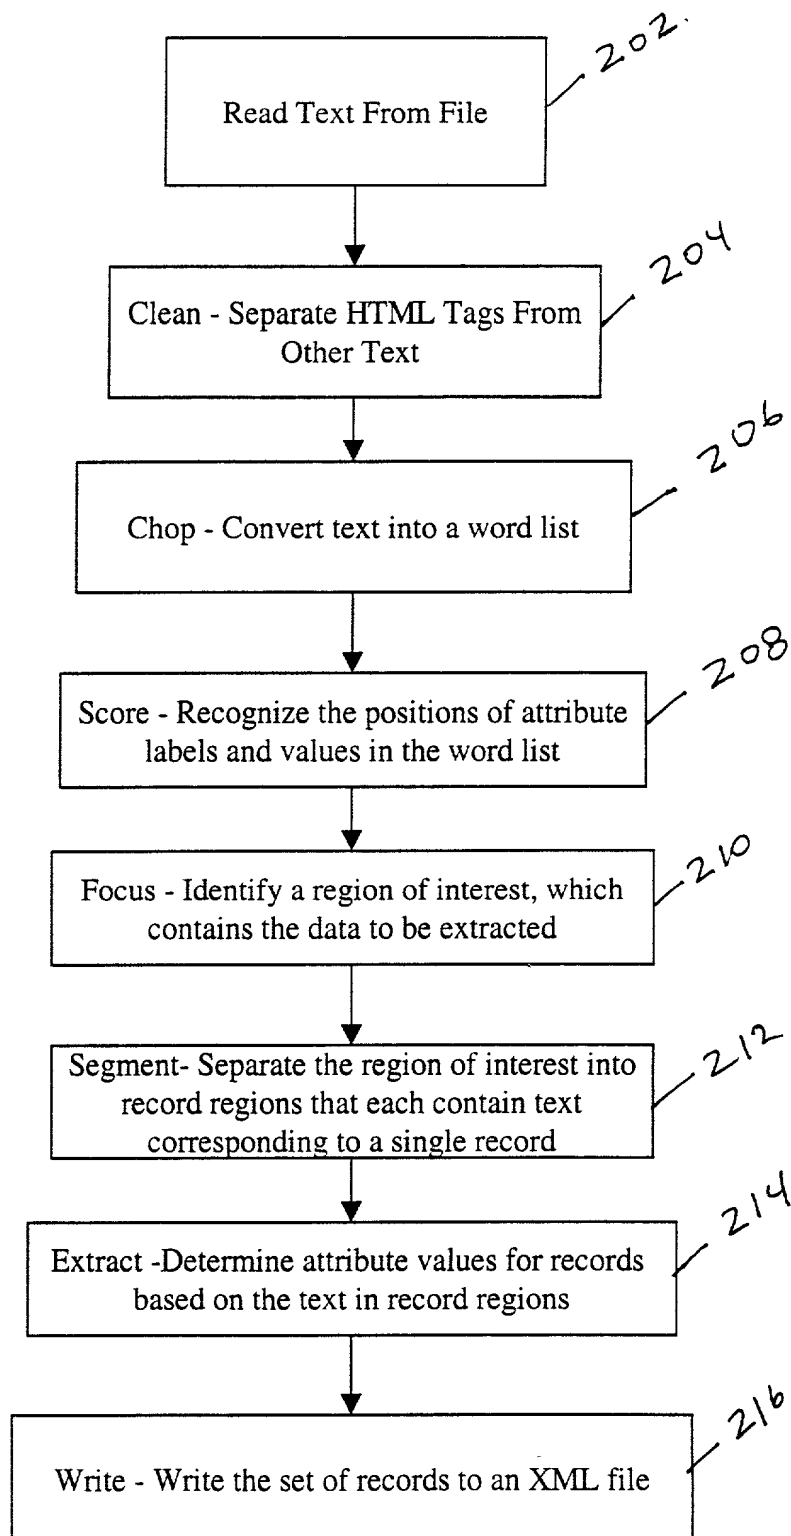 202.
Read Text From File
204
Clean - Separate HTML Tags From
Other Text
206
Chop - Convert text into a word list
208
Score - Recognize the positions of attribute
labels and values in the word list
210
Focus - Identify a region of interest, which
contains the data to be extracted
212
Segment- Separate the region of interest into
record regions that each contain text
corresponding to a single record
214
Extract -Determine attribute values for records
based on the text in record regions
216
Write - Write the set of records to an XML file